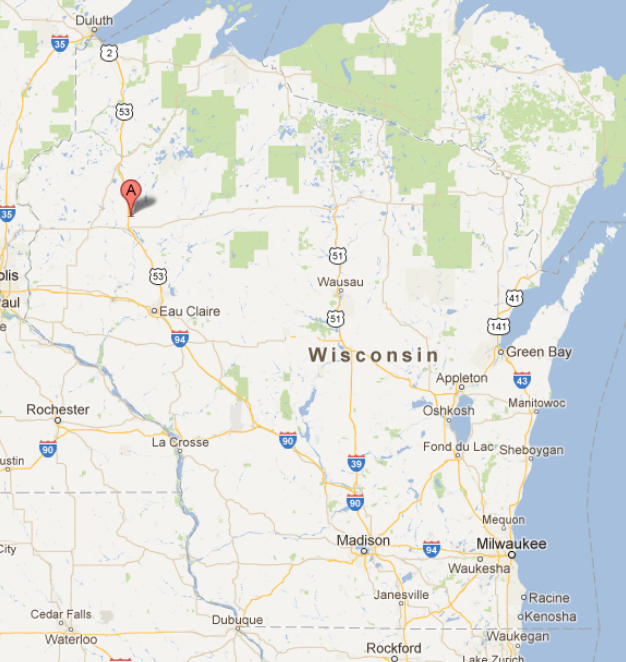 Duluth
35
2
53
A
35
olis
aul
e
53
51
Wausau
41
Eau Claire
51
141
94
Wisconsin
Green Bay
Appleton
43
Rochester
Oshkosh
Manitowoc
La Crosse
90
90
Fond du Lac
Sheboygan
ustin
39
90
Mequon
Madison
94
Milwaukee
City
Waukesha
Janesville
Racine
Cedar Falls
Kenosha
Dubuque
Waterloo
Waukegan
Rockford
Lake Zurich